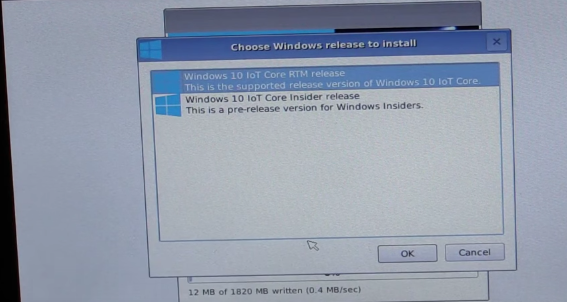 Choose Windows release to install
Windows 10 IoT Core RTM release
This is the supported release version of Windows 10 IoT Core.
Windows 10 IoT Core Insider release
This is a pre-release version for Windows Insiders.
OK
Cancel
12 MB of 1820 MB written (0.4 MB/sec)